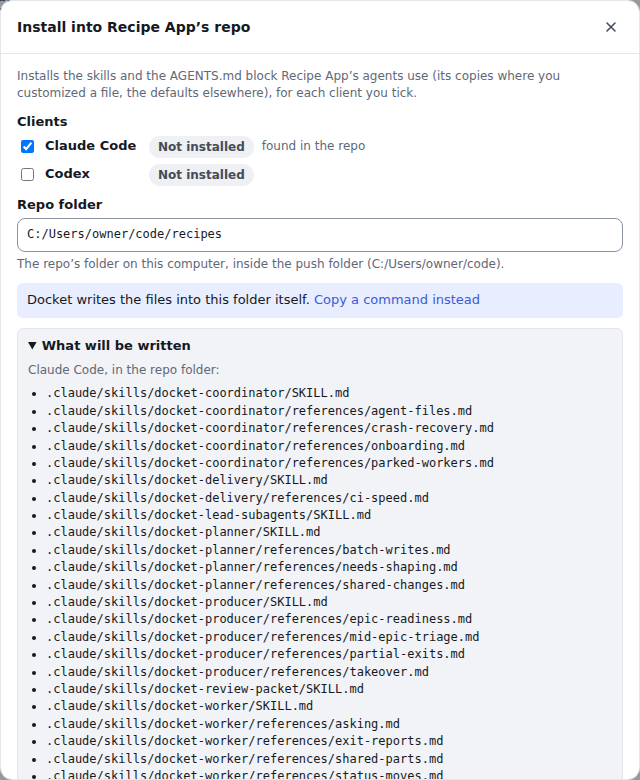 Install into Recipe App’s repo
Installs the skills and the AGENTS.md block Recipe App’s agents use (its copies where you
customized a file, the defaults elsewhere), for each client you tick.
Clients
Claude Code Not installed found in the repo
Codex Not installed
Repo folder
C:/Users/owner/code/recipes
The repo’s folder on this computer, inside the push folder (C:/Users/owner/code).
Docket writes the files into this folder itself. Copy a command instead
What will be written
Claude Code, in the repo folder:
.claude/skills/docket-coordinator/SKILL.md
.claude/skills/docket-coordinator/references/agent-files.md
.claude/skills/docket-coordinator/references/crash-recovery.md
.claude/skills/docket-coordinator/references/onboarding.md
.claude/skills/docket-coordinator/references/parked-workers.md
.claude/skills/docket-delivery/SKILL.md
.claude/skills/docket-delivery/references/ci-speed.md
.claude/skills/docket-lead-subagents/SKILL.md
.claude/skills/docket-planner/SKILL.md
.claude/skills/docket-planner/references/batch-writes.md
.claude/skills/docket-planner/references/needs-shaping.md
.claude/skills/docket-planner/references/shared-changes.md
.claude/skills/docket-producer/SKILL.md
.claude/skills/docket-producer/references/epic-readiness.md
.claude/skills/docket-producer/references/mid-epic-triage.md
.claude/skills/docket-producer/references/partial-exits.md
.claude/skills/docket-producer/references/takeover.md
.claude/skills/docket-review-packet/SKILL.md
.claude/skills/docket-worker/SKILL.md
.claude/skills/docket-worker/references/asking.md
.claude/skills/docket-worker/references/exit-reports.md
.claude/skills/docket-worker/references/shared-parts.md
.claude/skills/docket-worker/references/status-moves.md